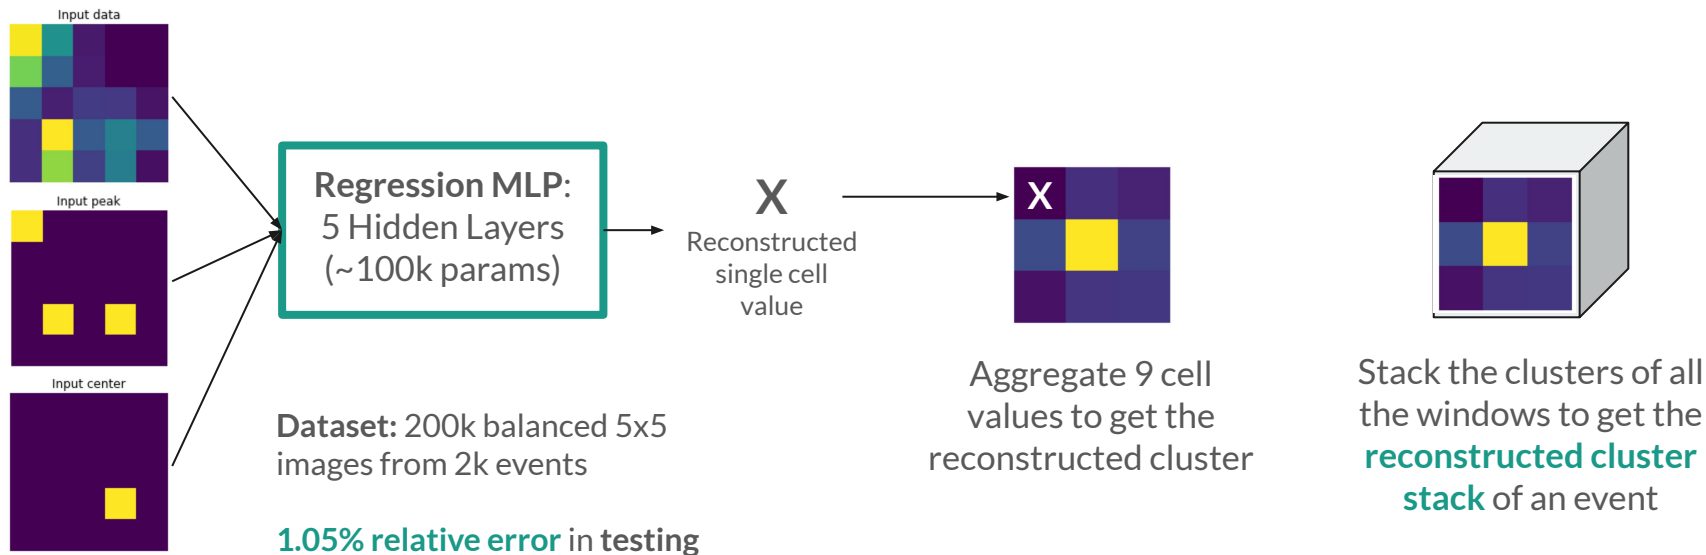 Input data
Input peak
Input center
Regression MLP:
5 Hidden Layers
(~100k params)
Dataset: 200k balanced 5x5
images from 2k events
1.05% relative error in testing
X
Reconstructed
single cell
value
X
Aggregate 9 cell
values to get the
reconstructed cluster
Stack the clusters of all
the windows to get the
reconstructed cluster
stack of an event